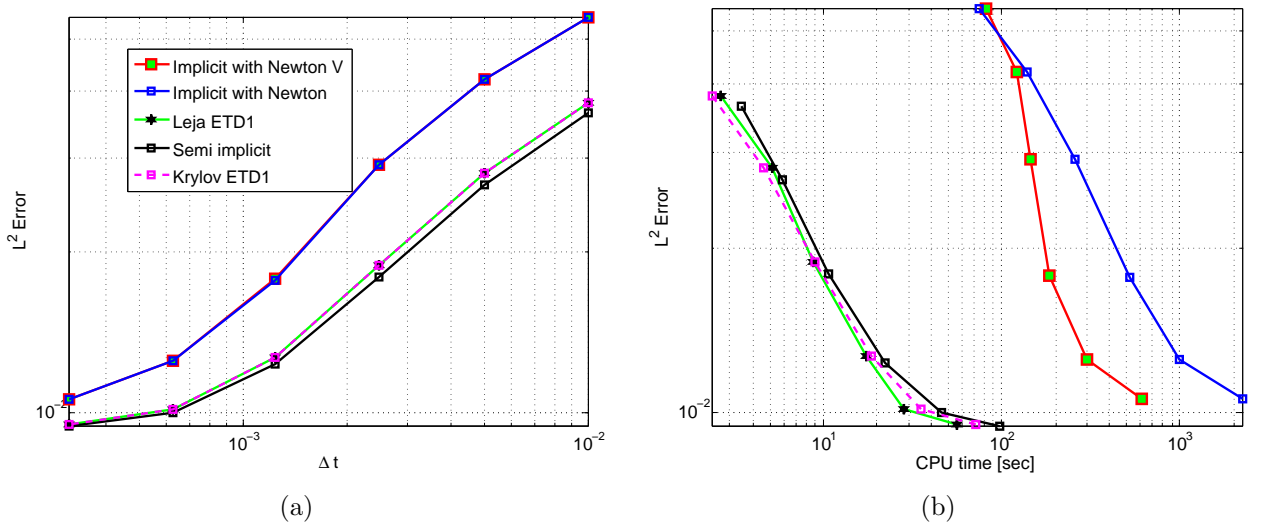 Implicit with Newton V
Implicit with Newton
Leja ETD1
Semi implicit
Krylov ETD1
L² Error
10⁻²
10⁻³
10⁻²
Δ t
(a)
L² Error
10⁻²
10¹
10²
10³
CPU time [sec]
(b)